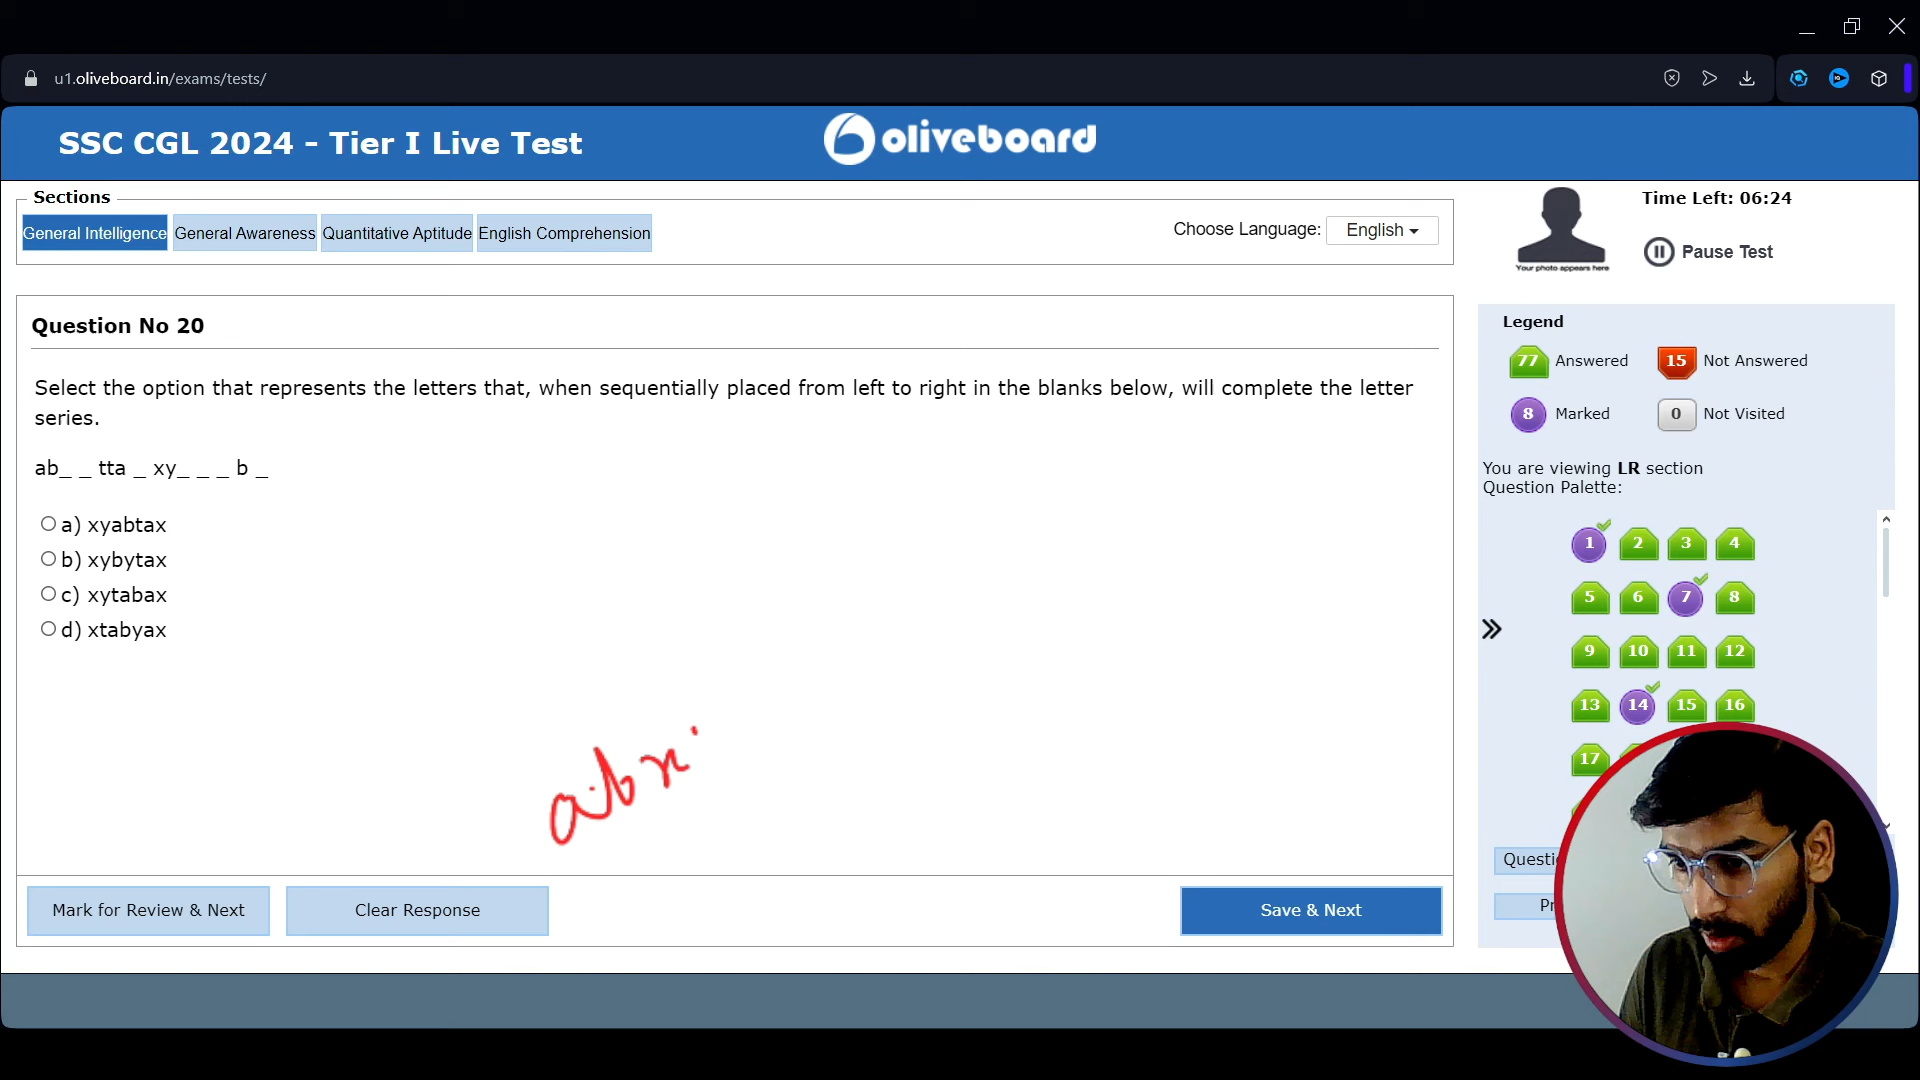 u1.oliveboard.in/exams/tests/
SSC CGL 2024 - Tier I Live Test
oliveboard
Sections
General Intelligence
General Awareness
Quantitative Aptitude
English Comprehension
Choose Language:
English
Time Left: 06:24
Pause Test
Your photo appears here
Question No 20
Select the option that represents the letters that, when sequentially placed from left to right in the blanks below, will complete the letter
series.
ab_ _ tta _ xy_ _ _ b _
a) xyabtax
b) xybytax
c) xytabax
d) xtabyax
abx
Mark for Review & Next
Clear Response
Save & Next
Legend
77 Answered
15 Not Answered
8 Marked
0 Not Visited
You are viewing LR section
Question Palette:
1 2 3 4
5 6 7 8
9 10 11 12
13 14 15 16
17